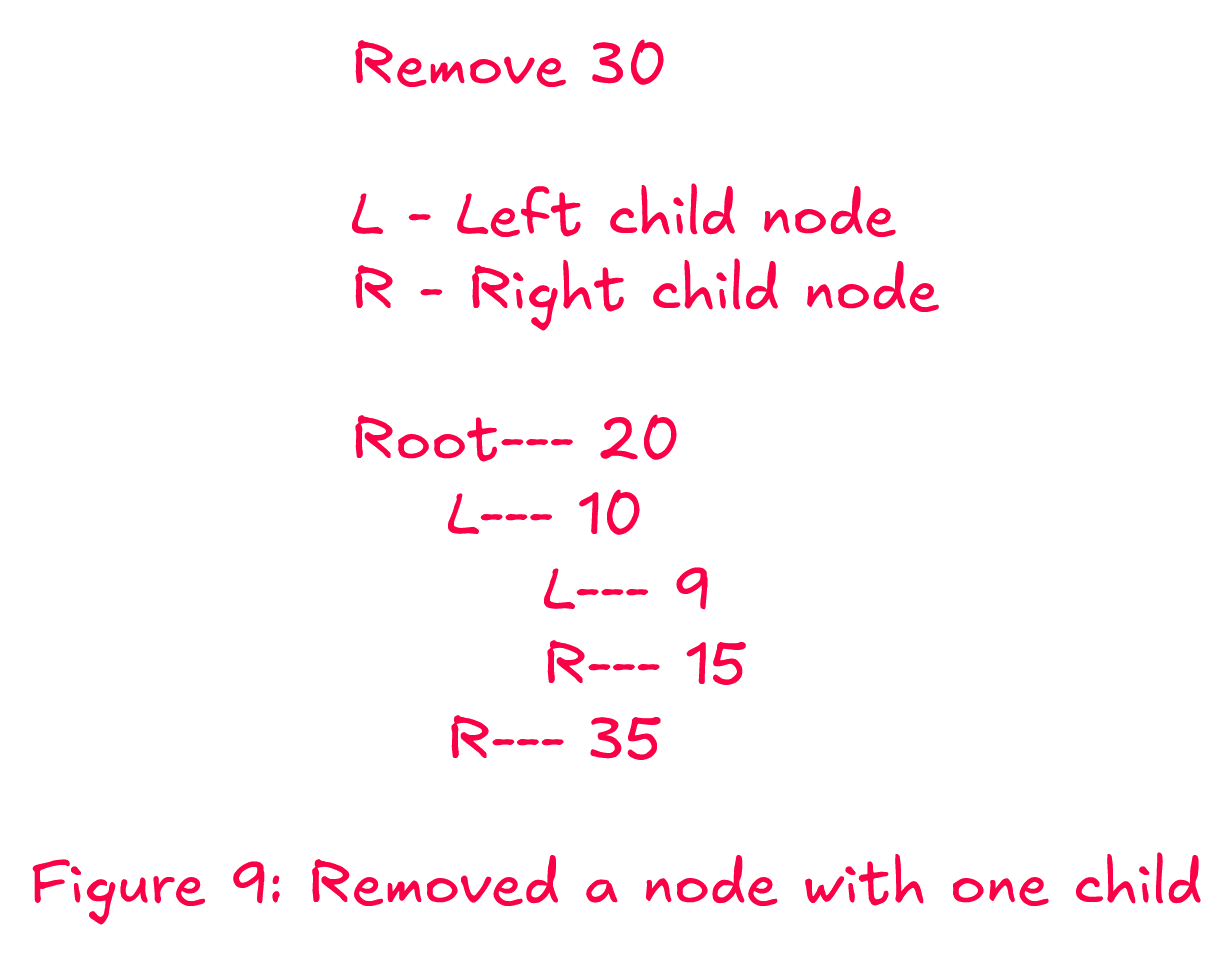 Remove 30
L - Left child node
R - Right child node
Root--- 20
L--- 10
L--- 9
R--- 15
R--- 35
Figure 9: Removed a node with one child